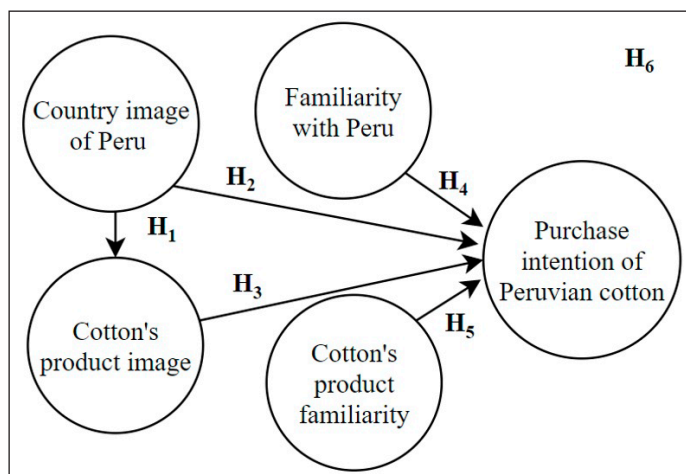 Country image
of Peru
Familiarity
with Peru
H₆
H₂
H₄
H₁
Purchase
intention of
Peruvian cotton
H₃
Cotton's
product image
H₅
Cotton's
product
familiarity